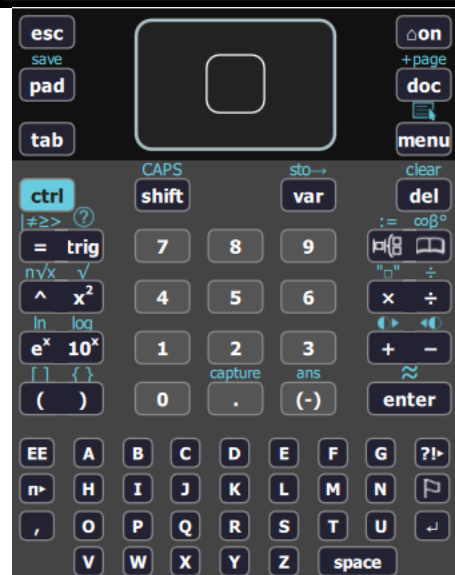 esc ⌂on
save +page
pad doc
tab menu
CAPS sto→ clear
ctrl shift var del
|≠≥> ? := ∞β°
= trig 7 8 9
n√x √ "□" ÷
^ x² 4 5 6 × ÷
ln log
eˣ 10ˣ 1 2 3 + −
[ ] { } capture ans ≈
( ) 0 . (-) enter
EE A B C D E F G ?!▸
π▸ H I J K L M N
, O P Q R S T U ↵
V W X Y Z space